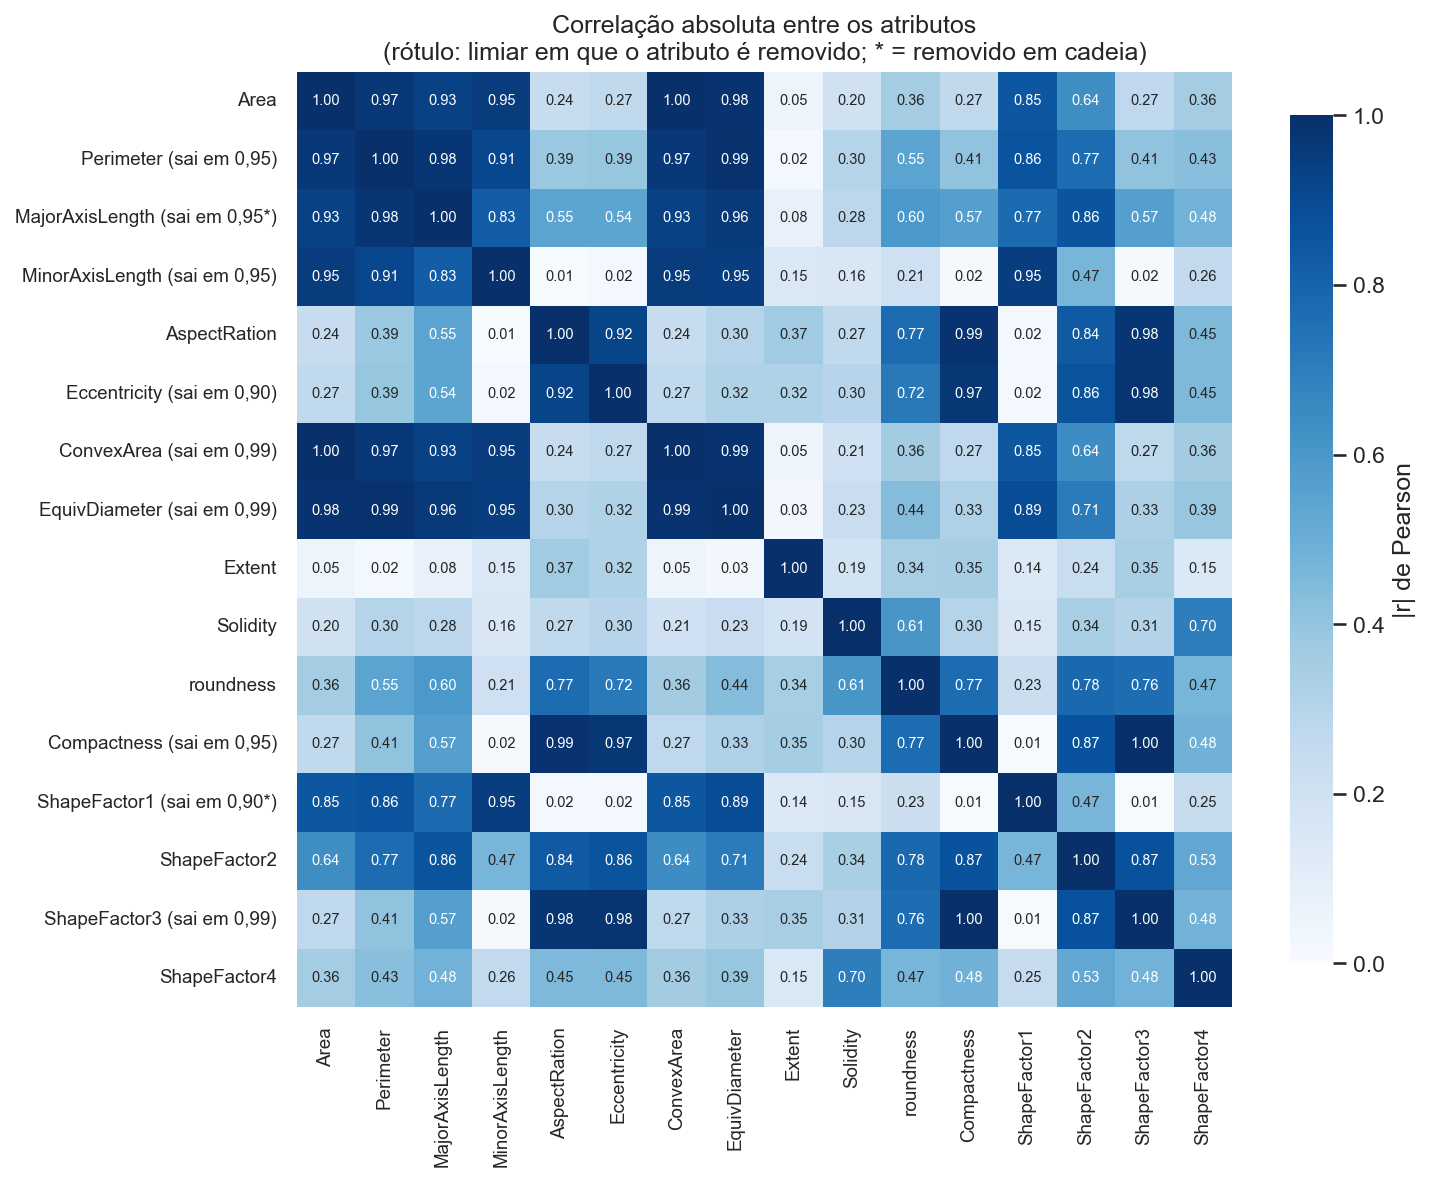 Correlação absoluta entre os atributos
(rótulo: limiar em que o atributo é removido; * = removido em cadeia)
Area 1.00 0.97 0.93 0.95 0.24 0.27 1.00 0.98 0.05 0.20 0.36 0.27 0.85 0.64 0.27 0.36
Perimeter (sai em 0,95) 0.97 1.00 0.98 0.91 0.39 0.39 0.97 0.99 0.02 0.30 0.55 0.41 0.86 0.77 0.41 0.43
MajorAxisLength (sai em 0,95*) 0.93 0.98 1.00 0.83 0.55 0.54 0.93 0.96 0.08 0.28 0.60 0.57 0.77 0.86 0.57 0.48
MinorAxisLength (sai em 0,95) 0.95 0.91 0.83 1.00 0.01 0.02 0.95 0.95 0.15 0.16 0.21 0.02 0.95 0.47 0.02 0.26
AspectRation 0.24 0.39 0.55 0.01 1.00 0.92 0.24 0.30 0.37 0.27 0.77 0.99 0.02 0.84 0.98 0.45
Eccentricity (sai em 0,90) 0.27 0.39 0.54 0.02 0.92 1.00 0.27 0.32 0.32 0.30 0.72 0.97 0.02 0.86 0.98 0.45
ConvexArea (sai em 0,99) 1.00 0.97 0.93 0.95 0.24 0.27 1.00 0.99 0.05 0.21 0.36 0.27 0.85 0.64 0.27 0.36
EquivDiameter (sai em 0,99) 0.98 0.99 0.96 0.95 0.30 0.32 0.99 1.00 0.03 0.23 0.44 0.33 0.89 0.71 0.33 0.39
Extent 0.05 0.02 0.08 0.15 0.37 0.32 0.05 0.03 1.00 0.19 0.34 0.35 0.14 0.24 0.35 0.15
Solidity 0.20 0.30 0.28 0.16 0.27 0.30 0.21 0.23 0.19 1.00 0.61 0.30 0.15 0.34 0.31 0.70
roundness 0.36 0.55 0.60 0.21 0.77 0.72 0.36 0.44 0.34 0.61 1.00 0.77 0.23 0.78 0.76 0.47
Compactness (sai em 0,95) 0.27 0.41 0.57 0.02 0.99 0.97 0.27 0.33 0.35 0.30 0.77 1.00 0.01 0.87 1.00 0.48
ShapeFactor1 (sai em 0,90*) 0.85 0.86 0.77 0.95 0.02 0.02 0.85 0.89 0.14 0.15 0.23 0.01 1.00 0.47 0.01 0.25
ShapeFactor2 0.64 0.77 0.86 0.47 0.84 0.86 0.64 0.71 0.24 0.34 0.78 0.87 0.47 1.00 0.87 0.53
ShapeFactor3 (sai em 0,99) 0.27 0.41 0.57 0.02 0.98 0.98 0.27 0.33 0.35 0.31 0.76 1.00 0.01 0.87 1.00 0.48
ShapeFactor4 0.36 0.43 0.48 0.26 0.45 0.45 0.36 0.39 0.15 0.70 0.47 0.48 0.25 0.53 0.48 1.00
Area
Perimeter
MajorAxisLength
MinorAxisLength
AspectRation
Eccentricity
ConvexArea
EquivDiameter
Extent
Solidity
roundness
Compactness
ShapeFactor1
ShapeFactor2
ShapeFactor3
ShapeFactor4
1.0
0.8
0.6
0.4
0.2
0.0
|r| de Pearson